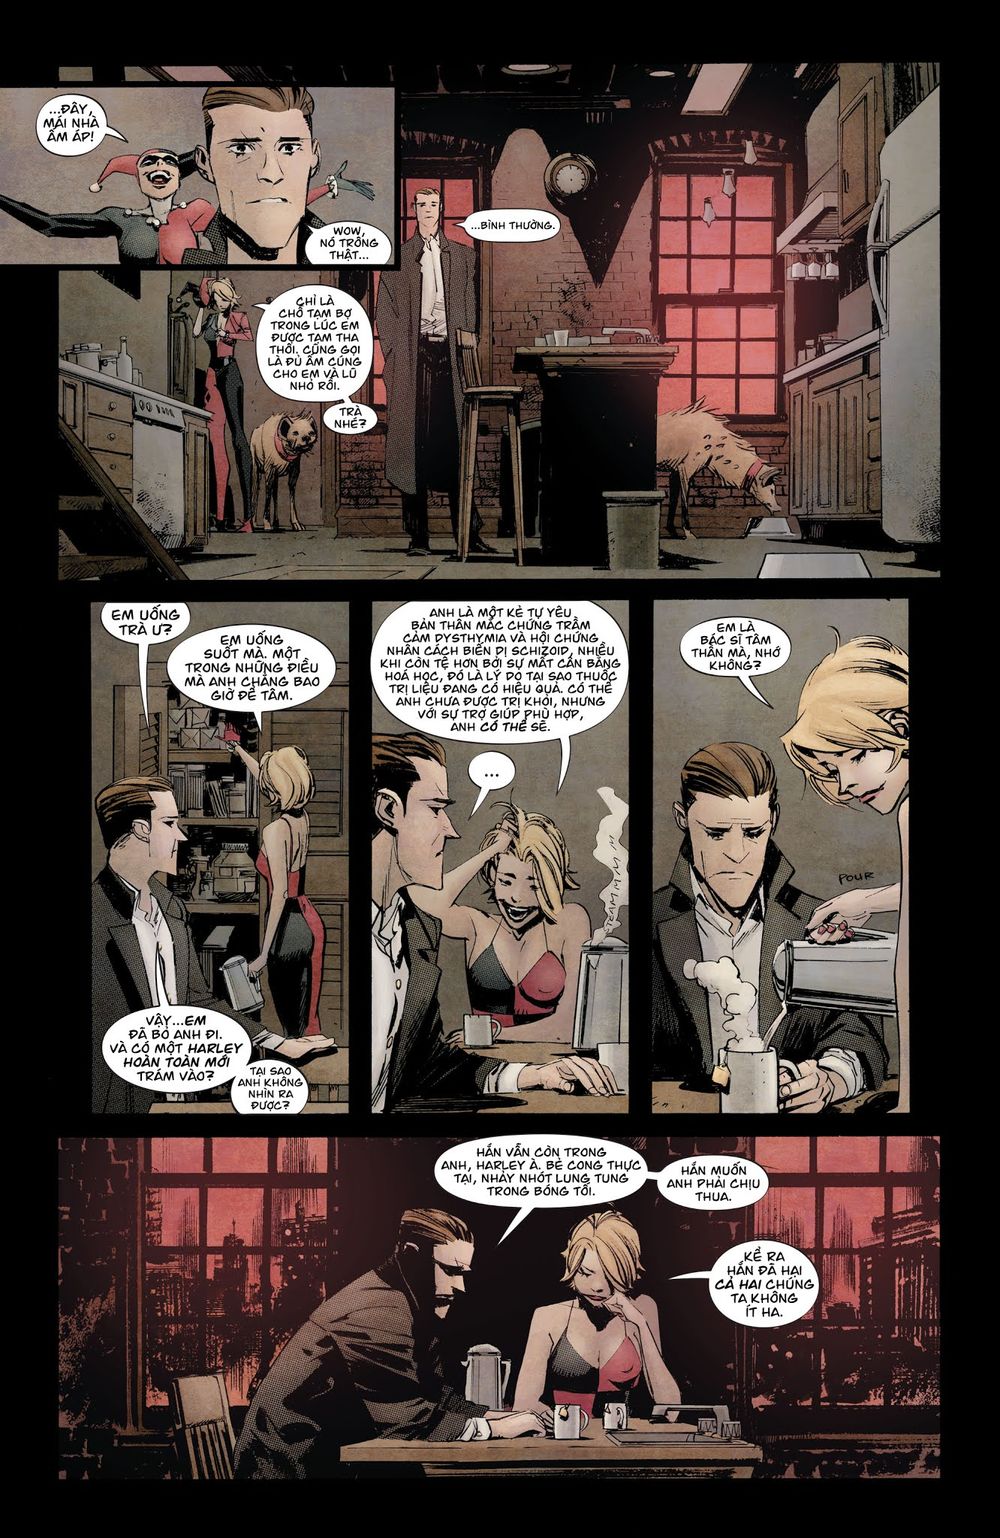 ...ĐÂY,
MÁI NHÀ
ẤM ÁP!
WOW,
NÓ TRÔNG
THẬT...
...BÌNH THƯỜNG.
CHỈ LÀ
CHỖ TẠM BỢ
TRONG LÚC EM
ĐƯỢC TẠM THA
THÔI. CŨNG GỌI
LÀ ĐỦ ẤM CÚNG
CHO EM VÀ LŨ
NHỎ RỒI.
TRÀ
NHÉ?
EM UỐNG
TRÀ Ư?
EM UỐNG
SUỐT MÀ. MỘT
TRONG NHỮNG ĐIỀU
MÀ ANH CHẲNG BAO
GIỜ ĐỂ TÂM.
VẬY...EM
ĐÃ BỎ ANH ĐI.
VÀ CÓ MỘT HARLEY
HOÀN TOÀN MỚI
TRÁM VÀO?
TẠI SAO
ANH KHÔNG
NHÌN RA
ĐƯỢC?
ANH LÀ MỘT KẺ TỰ YÊU
BẢN THÂN MẮC CHỨNG TRẦM
CẢM DYSTHYMIA VÀ HỘI CHỨNG
NHÂN CÁCH BIẾN DỊ SCHIZOID, NHIỀU
KHI CÒN TỆ HƠN BỞI SỰ MẤT CÂN BẰNG
HOÁ HỌC, ĐÓ LÀ LÝ DO TẠI SAO THUỐC
TRỊ LIỆU ĐANG CÓ HIỆU QUẢ. CÓ THỂ
ANH CHƯA ĐƯỢC TRỊ KHỎI, NHƯNG
VỚI SỰ TRỢ GIÚP PHÙ HỢP,
ANH CÓ THỂ SẼ.
...
EM LÀ
BÁC SĨ TÂM
THẦN MÀ, NHỚ
KHÔNG?
POUR
HẮN VẪN CÒN TRONG
ANH, HARLEY À. BẺ CONG THỰC
TẠI, NHẢY NHÓT LUNG TUNG
TRONG BÓNG TỐI.
HẮN MUỐN
ANH PHẢI CHỊU
THUA.
KỂ RA
HẮN ĐÃ HẠI
CẢ HAI CHÚNG
TA KHÔNG
ÍT HA.